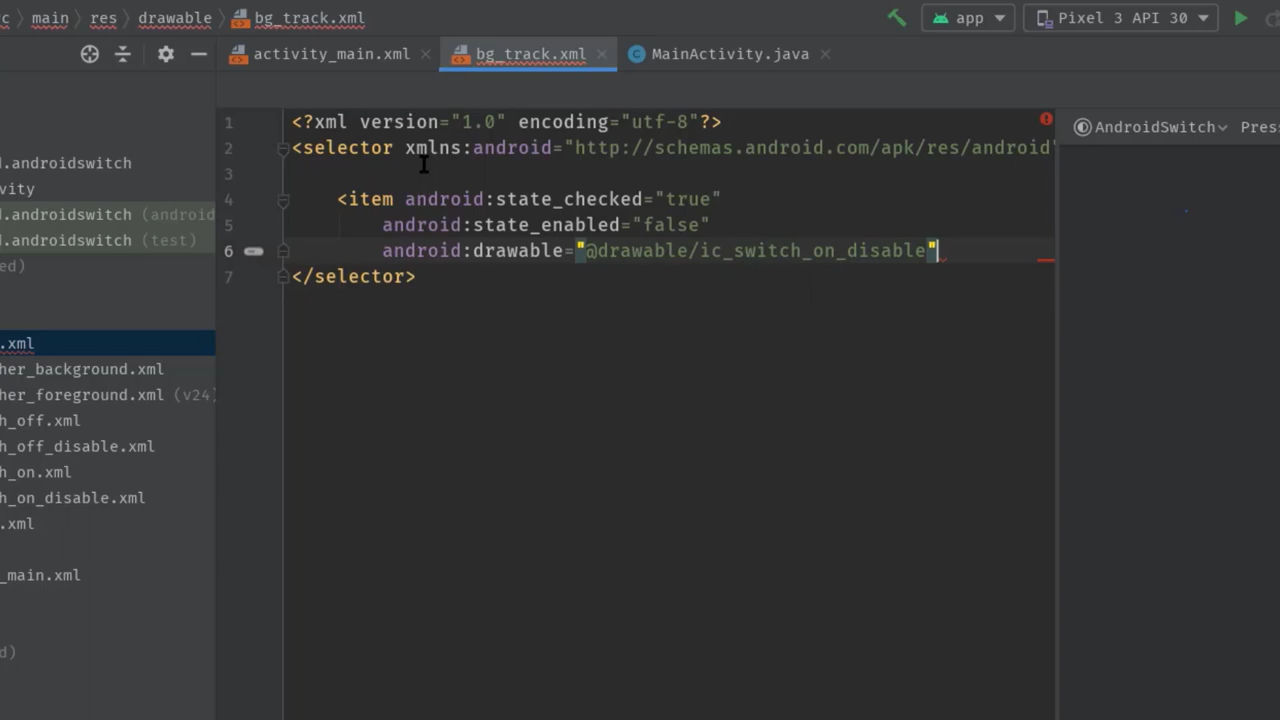 rc main res drawable bg_track.xml app Pixel 3 API 30
activity_main.xml bg_track.xml MainActivity.java
1 <?xml version="1.0" encoding="utf-8"?>
2 <selector xmlns:android="http://schemas.android.com/apk/res/android"
3
4 <item android:state_checked="true"
5 android:state_enabled="false"
6 android:drawable="@drawable/ic_switch_on_disable"
7 </selector>
AndroidSwitch Press
d.androidswitch
vity
d.androidswitch (android
d.androidswitch (test)
ed)
.xml
her_background.xml
her_foreground.xml (v24)
h_off.xml
h_off_disable.xml
h_on.xml
h_on_disable.xml
.xml
_main.xml
d)